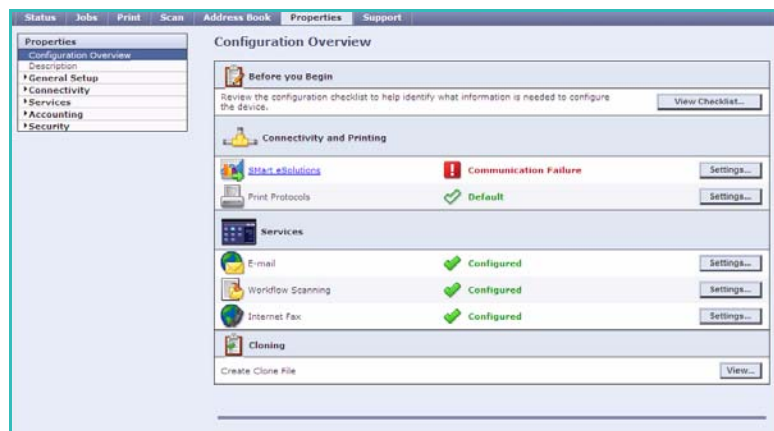 Status Jobs Print Scan Address Book Properties Support
Properties
Configuration Overview
Description
General Setup
Connectivity
Services
Accounting
Security
Configuration Overview
Before you Begin
Review the configuration checklist to help identify what information is needed to configure
the device.
View Checklist...
Connectivity and Printing
SMart eSolutions
Communication Failure
Settings...
Print Protocols
Default
Settings...
Services
E-mail
Configured
Settings...
Workflow Scanning
Configured
Settings...
Internet Fax
Configured
Settings...
Cloning
Create Clone File
View...